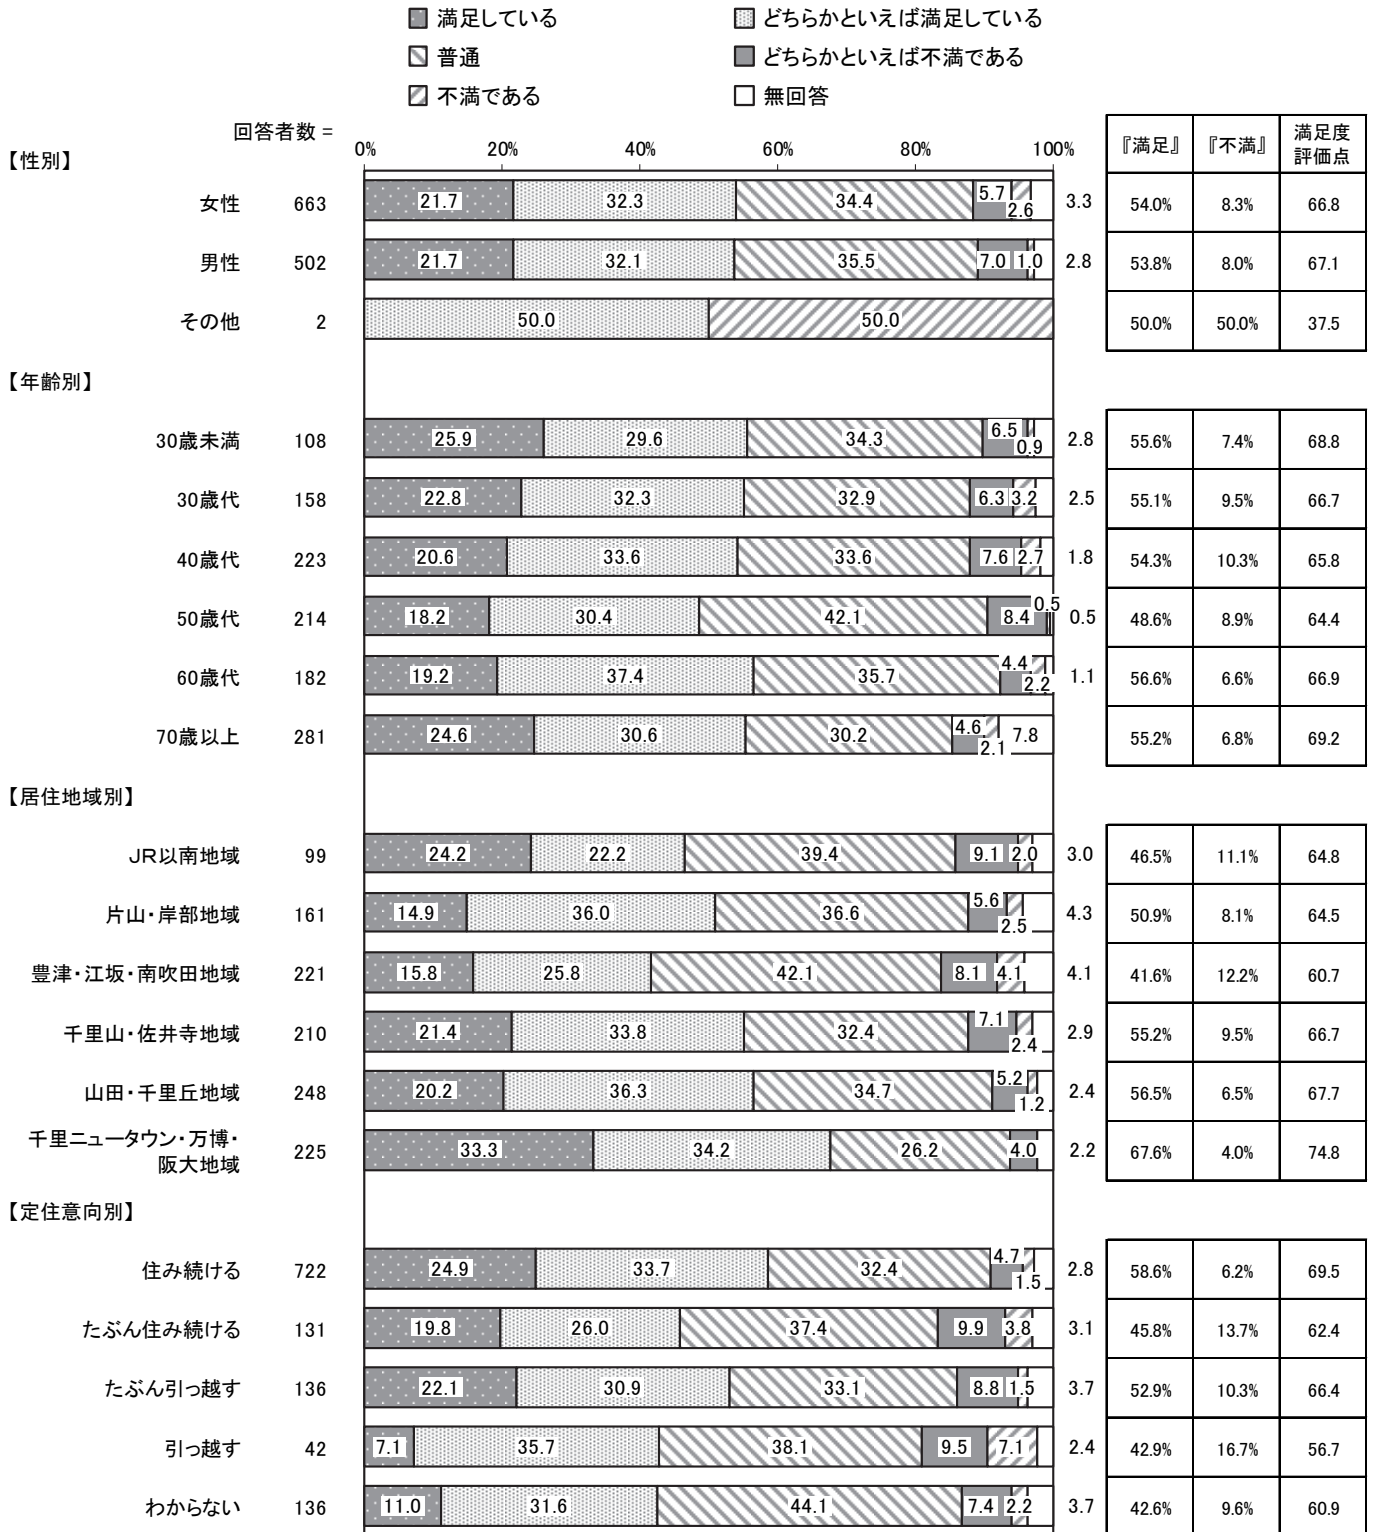 満足している どちらかといえば満足している
普通 どちらかといえば不満である
不満である 無回答
回答者数 =
0% 20% 40% 60% 80% 100%
『満足』 『不満』 満足度評価点
【性別】
女性 663 21.7 32.3 34.4 5.7 2.6 3.3 54.0% 8.3% 66.8
男性 502 21.7 32.1 35.5 7.0 1.0 2.8 53.8% 8.0% 67.1
その他 2 50.0 50.0 50.0% 50.0% 37.5
【年齢別】
30歳未満 108 25.9 29.6 34.3 6.5 0.9 2.8 55.6% 7.4% 68.8
30歳代 158 22.8 32.3 32.9 6.3 3.2 2.5 55.1% 9.5% 66.7
40歳代 223 20.6 33.6 33.6 7.6 2.7 1.8 54.3% 10.3% 65.8
50歳代 214 18.2 30.4 42.1 8.4 0.5 0.5 48.6% 8.9% 64.4
60歳代 182 19.2 37.4 35.7 4.4 2.2 1.1 56.6% 6.6% 66.9
70歳以上 281 24.6 30.6 30.2 4.6 2.1 7.8 55.2% 6.8% 69.2
【居住地域別】
JR以南地域 99 24.2 22.2 39.4 9.1 2.0 3.0 46.5% 11.1% 64.8
片山・岸部地域 161 14.9 36.0 36.6 5.6 2.5 4.3 50.9% 8.1% 64.5
豊津・江坂・南吹田地域 221 15.8 25.8 42.1 8.1 4.1 4.1 41.6% 12.2% 60.7
千里山・佐井寺地域 210 21.4 33.8 32.4 7.1 2.4 2.9 55.2% 9.5% 66.7
山田・千里丘地域 248 20.2 36.3 34.7 5.2 1.2 2.4 56.5% 6.5% 67.7
千里ニュータウン・万博・
阪大地域 225 33.3 34.2 26.2 4.0 2.2 67.6% 4.0% 74.8
【定住意向別】
住み続ける 722 24.9 33.7 32.4 4.7 1.5 2.8 58.6% 6.2% 69.5
たぶん住み続ける 131 19.8 26.0 37.4 9.9 3.8 3.1 45.8% 13.7% 62.4
たぶん引っ越す 136 22.1 30.9 33.1 8.8 1.5 3.7 52.9% 10.3% 66.4
引っ越す 42 7.1 35.7 38.1 9.5 7.1 2.4 42.9% 16.7% 56.7
わからない 136 11.0 31.6 44.1 7.4 2.2 3.7 42.6% 9.6% 60.9